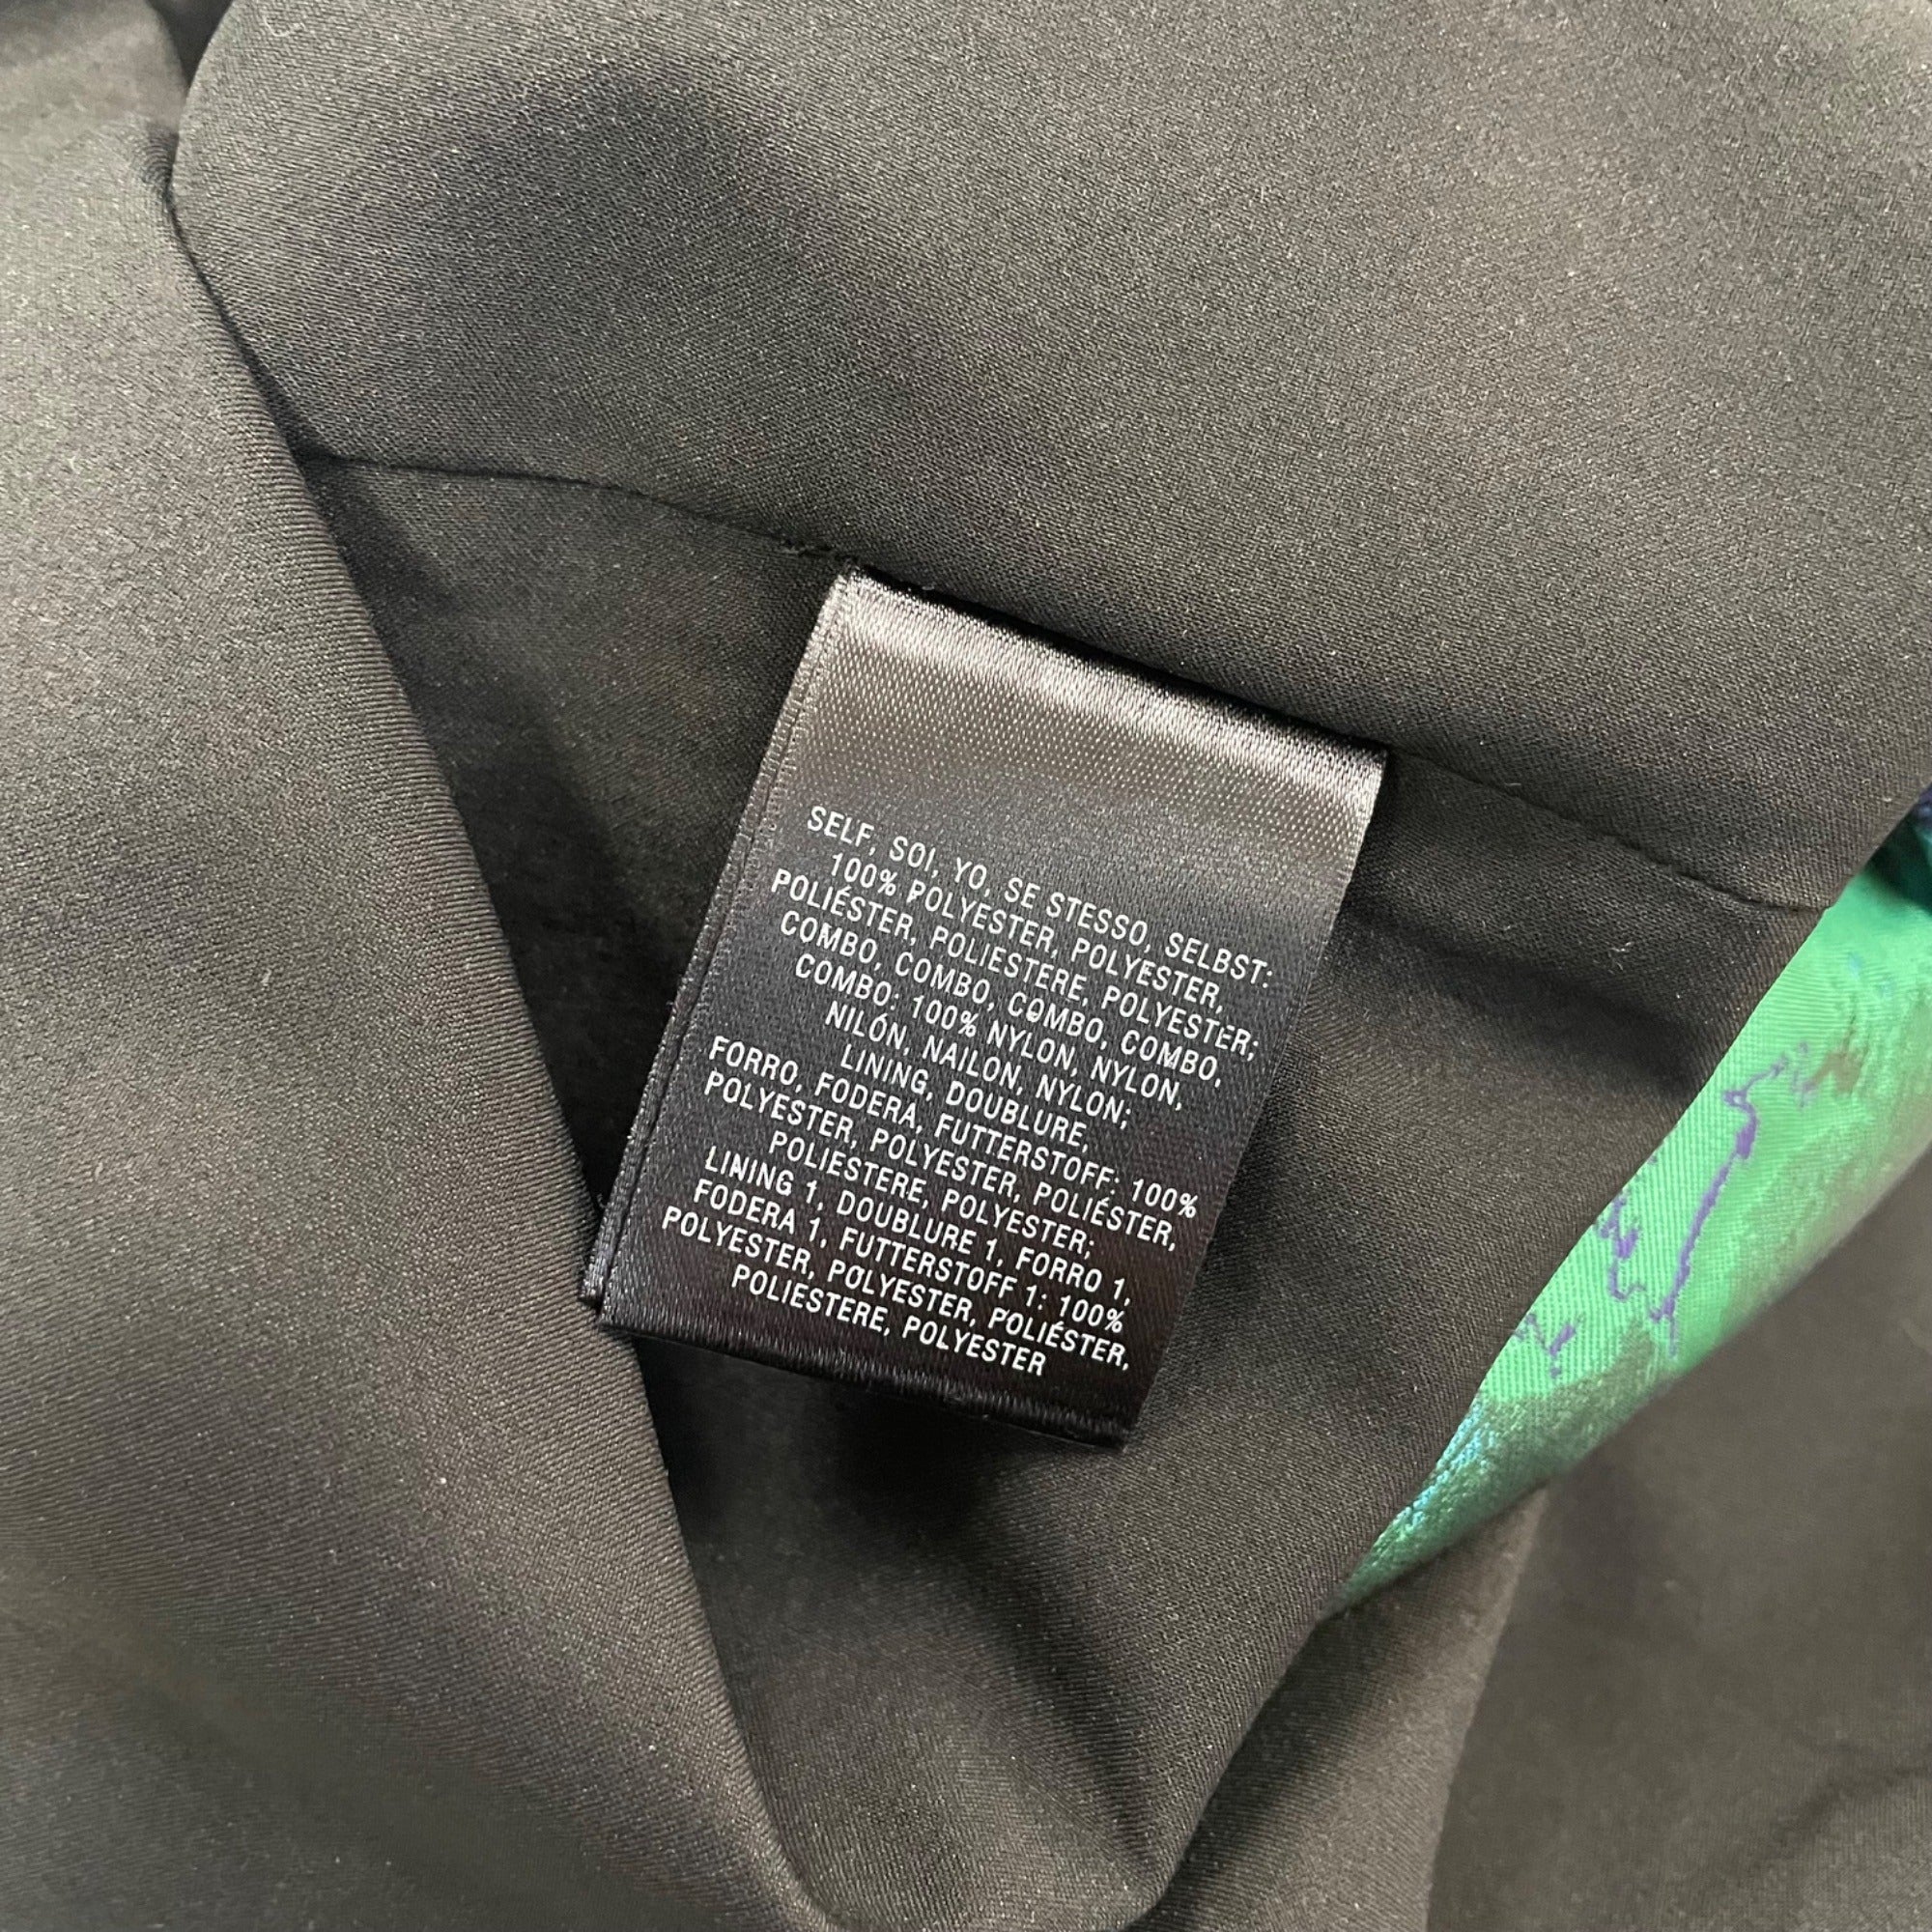 SELF, SOI, YO, SE STESSO, SELBST:
100% POLYESTER, POLYESTER,
POLIÉSTER, POLIESTERE, POLYESTER;
COMBO, COMBO, COMBO, COMBO,
COMBO: 100% NYLON, NYLON,
NILÓN, NAILON, NYLON;
LINING, DOUBLURE,
FORRO, FODERA, FUTTERSTOFF: 100%
POLYESTER, POLYESTER, POLIÉSTER,
POLIESTERE, POLYESTER;
LINING 1, DOUBLURE 1, FORRO 1,
FODERA 1, FUTTERSTOFF 1: 100%
POLYESTER, POLYESTER, POLIÉSTER,
POLIESTERE, POLYESTER